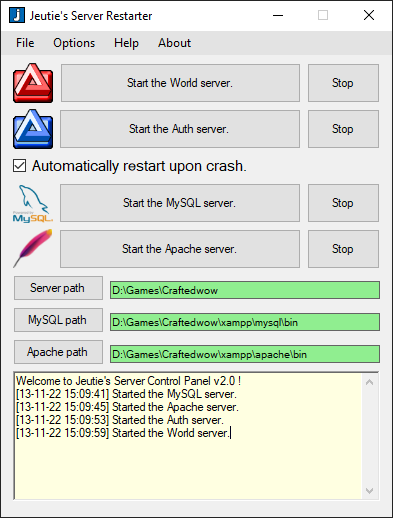 Jeutie's Server Restarter
File Options Help About
Start the World server. Stop
Start the Auth server. Stop
Automatically restart upon crash.
MySQL Start the MySQL server. Stop
Start the Apache server. Stop
Server path D:\Games\Craftedwow
MySQL path D:\Games\Craftedwow\xampp\mysql\bin
Apache path D:\Games\Craftedwow\xampp\apache\bin
Welcome to Jeutie's Server Control Panel v2.0 !
[13-11-22 15:09:41] Started the MySQL server.
[13-11-22 15:09:45] Started the Apache server.
[13-11-22 15:09:53] Started the Auth server.
[13-11-22 15:09:59] Started the World server.